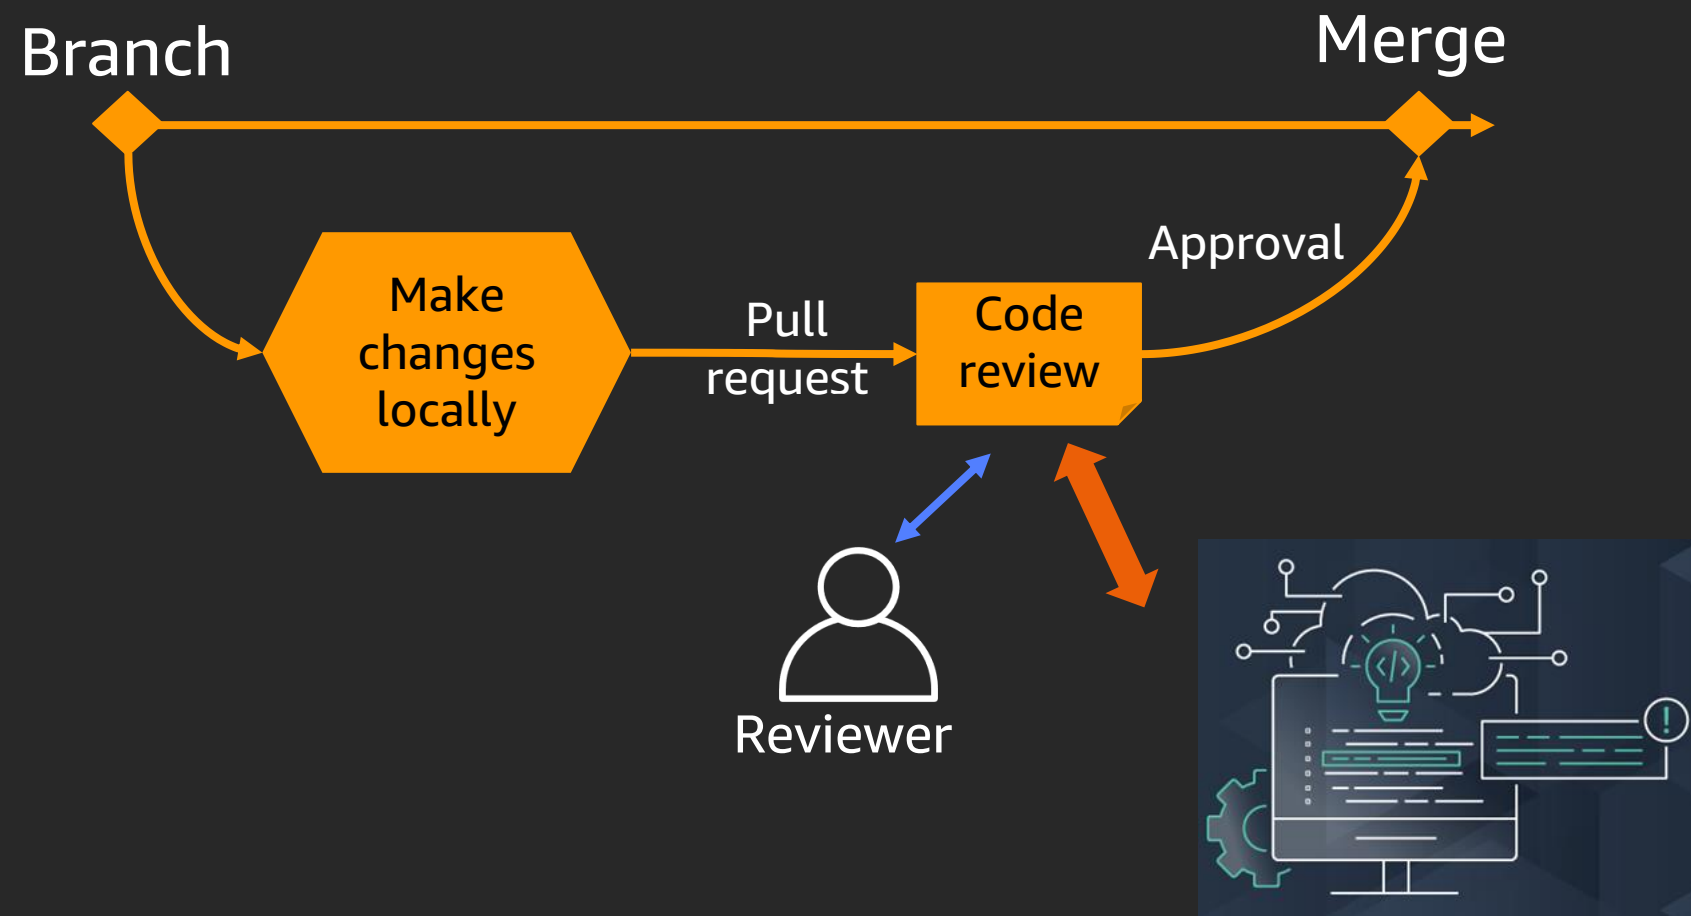 Branch
Merge
Make
changes
locally
Pull
request
Code
review
Approval
Reviewer